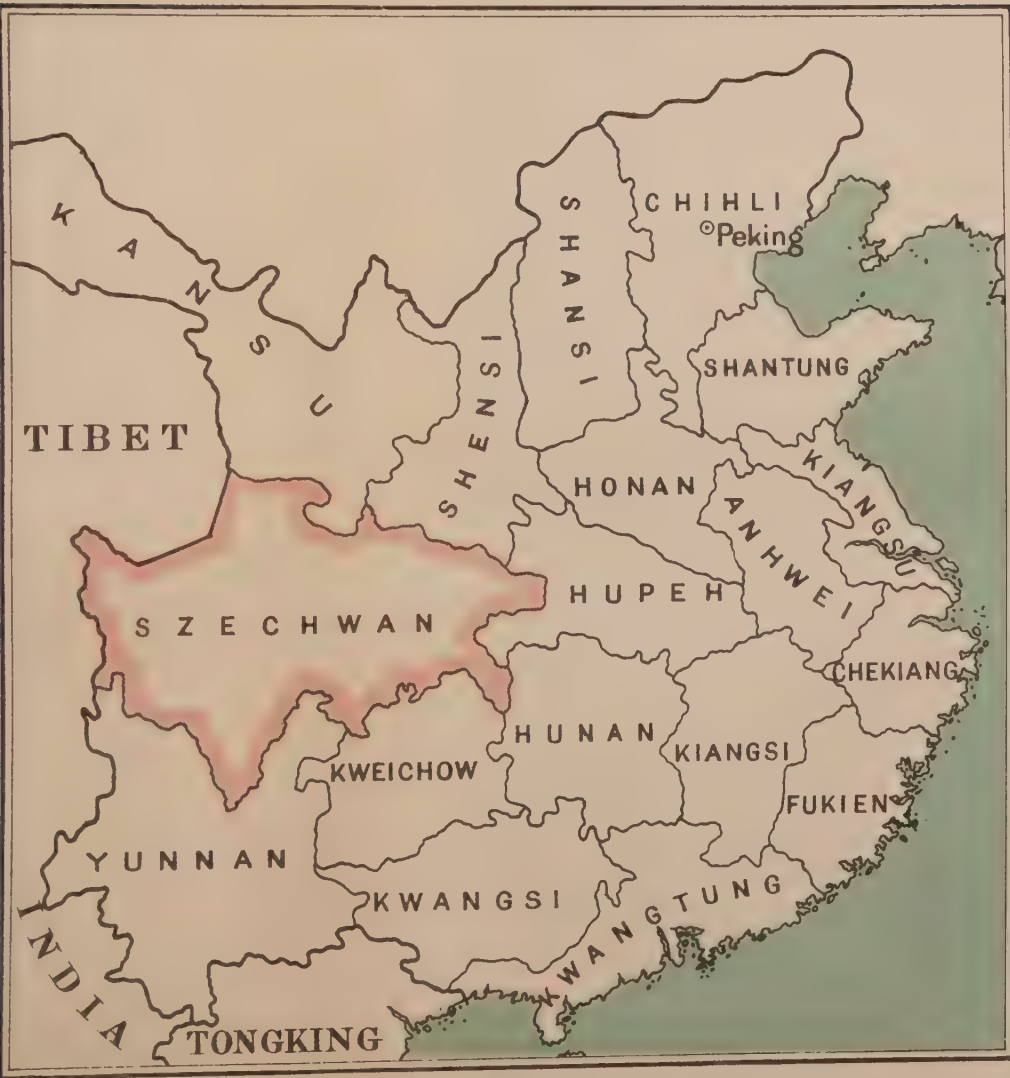 KANSU
SHANSI
CHIHLI
Peking
SHENSI
SHANTUNG
TIBET
HONAN
KIANGSU
ANHWEI
SZECHWAN
HUPEH
CHEKIANG
HUNAN
KIANGSI
KWEICHOW
FUKIEN
YUNNAN
KWANGSI
KWANGTUNG
INDIA
TONGKING